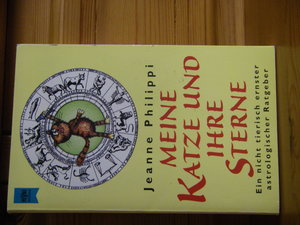 Jeanne Philippi
MEINE
KATZE UND
IHRE
STERNE
Ein nicht tierisch ernster
astrologischer Ratgeber